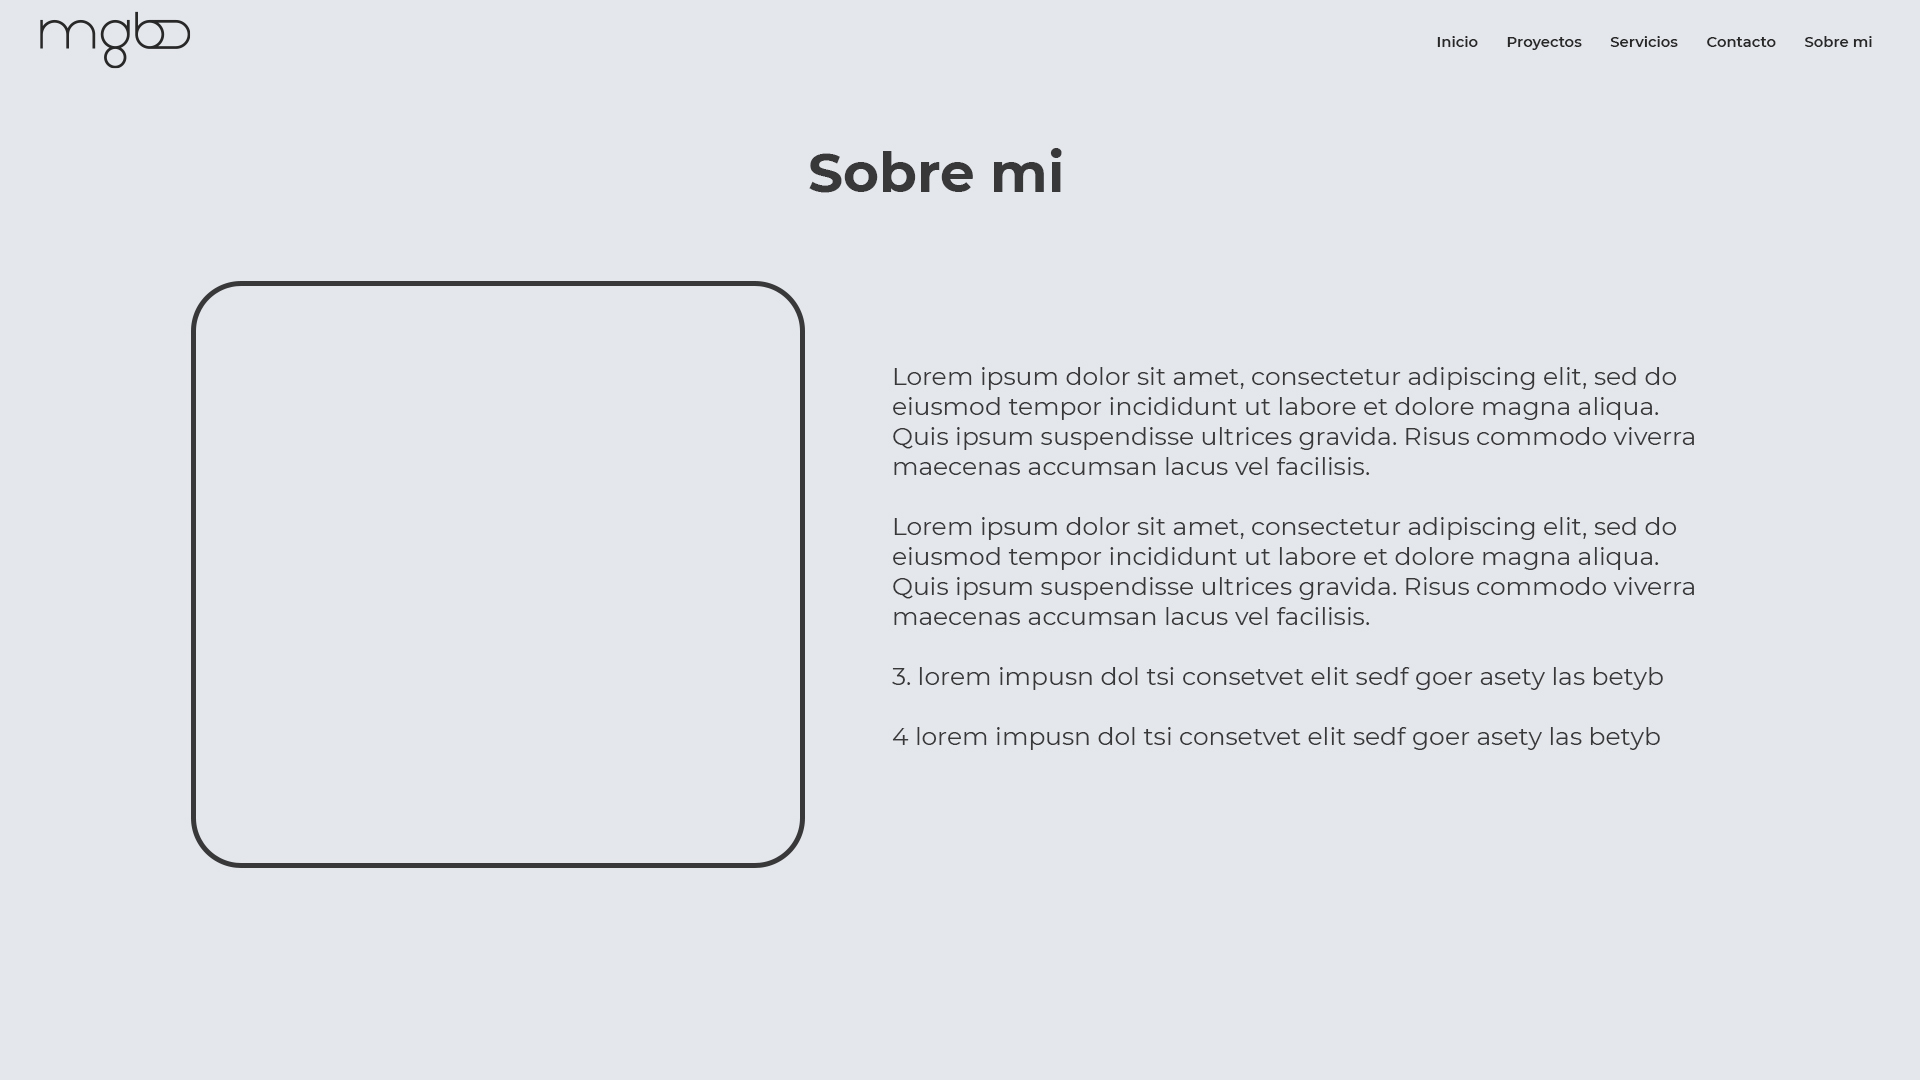 mgbd
Inicio Proyectos Servicios Contacto Sobre mi
Sobre mi
Lorem ipsum dolor sit amet, consectetur adipiscing elit, sed do
eiusmod tempor incididunt ut labore et dolore magna aliqua.
Quis ipsum suspendisse ultrices gravida. Risus commodo viverra
maecenas accumsan lacus vel facilisis.
Lorem ipsum dolor sit amet, consectetur adipiscing elit, sed do
eiusmod tempor incididunt ut labore et dolore magna aliqua.
Quis ipsum suspendisse ultrices gravida. Risus commodo viverra
maecenas accumsan lacus vel facilisis.
3. lorem impusn dol tsi consetvet elit sedf goer asety las betyb
4 lorem impusn dol tsi consetvet elit sedf goer asety las betyb